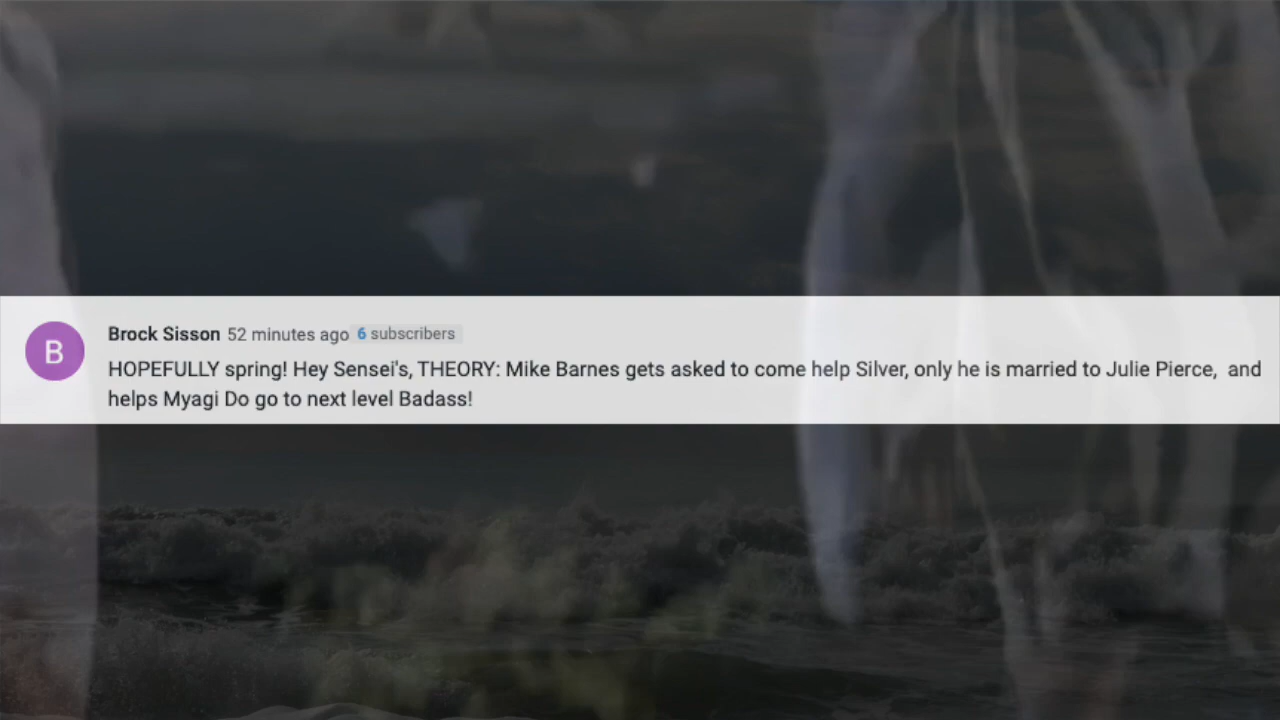 B
Brock Sisson 52 minutes ago 6 subscribers
HOPEFULLY spring! Hey Sensei's, THEORY: Mike Barnes gets asked to come help Silver, only he is married to Julie Pierce, and
helps Myagi Do go to next level Badass!